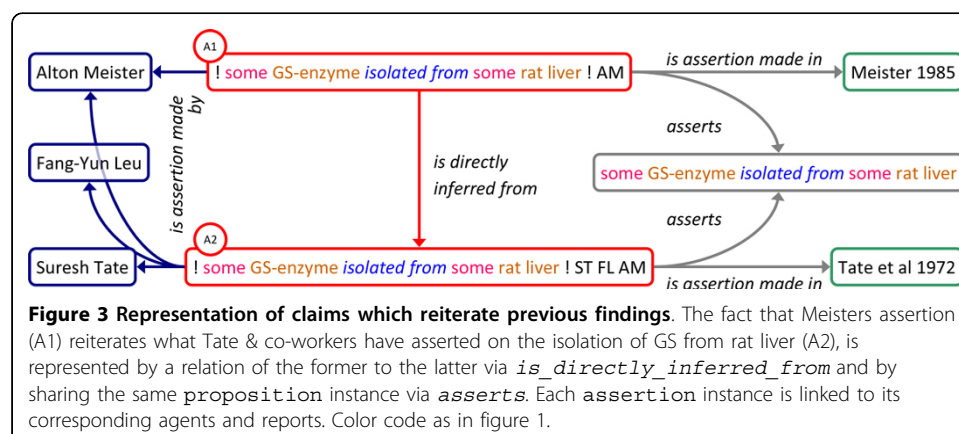 A1
Alton Meister
! some GS-enzyme isolated from some rat liver ! AM
is assertion made in
Meister 1985
is assertion made by
asserts
Fang-Yun Leu
is directly
inferred from
some GS-enzyme isolated from some rat liver
asserts
A2
Suresh Tate
! some GS-enzyme isolated from some rat liver ! ST FL AM
is assertion made in
Tate et al 1972
Figure 3 Representation of claims which reiterate previous findings. The fact that Meisters assertion
(A1) reiterates what Tate & co-workers have asserted on the isolation of GS from rat liver (A2), is
represented by a relation of the former to the latter via is_directly_inferred_from and by
sharing the same proposition instance via asserts. Each assertion instance is linked to its
corresponding agents and reports. Color code as in figure 1.